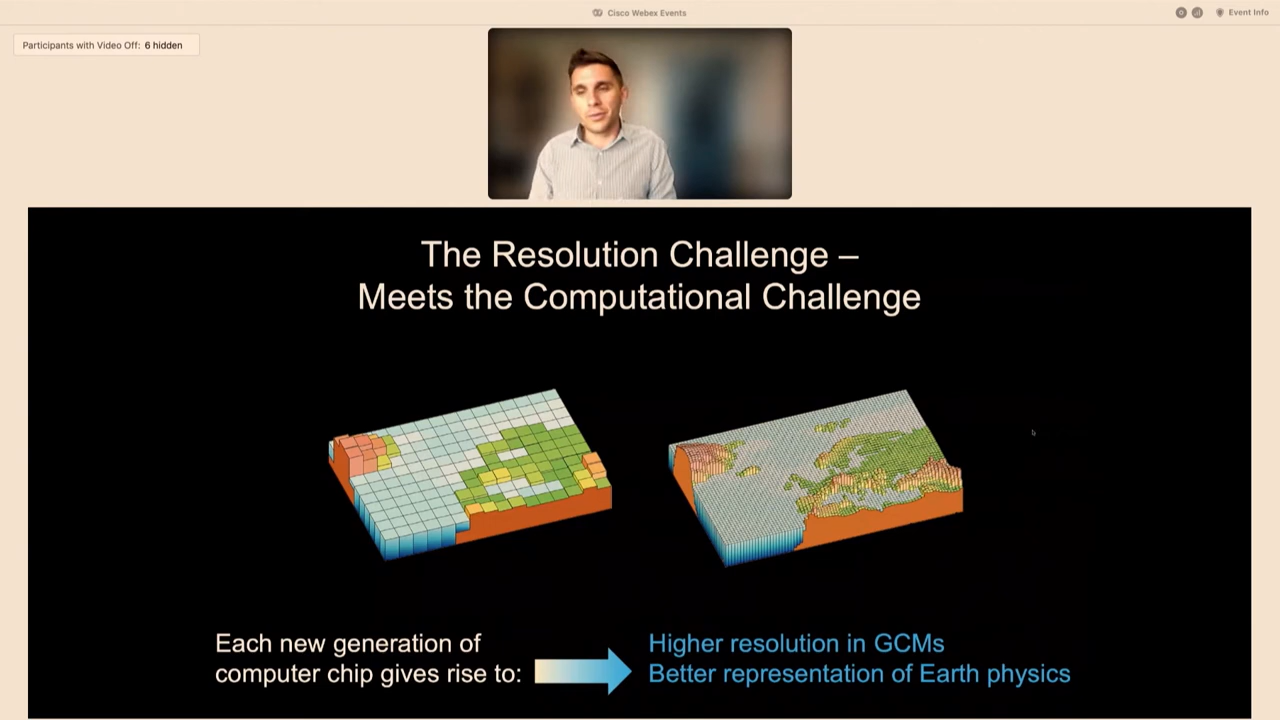 Cisco Webex Events
Event Info
Participants with Video Off: 6 hidden
The Resolution Challenge –
Meets the Computational Challenge
Each new generation of
computer chip gives rise to:
Higher resolution in GCMs
Better representation of Earth physics